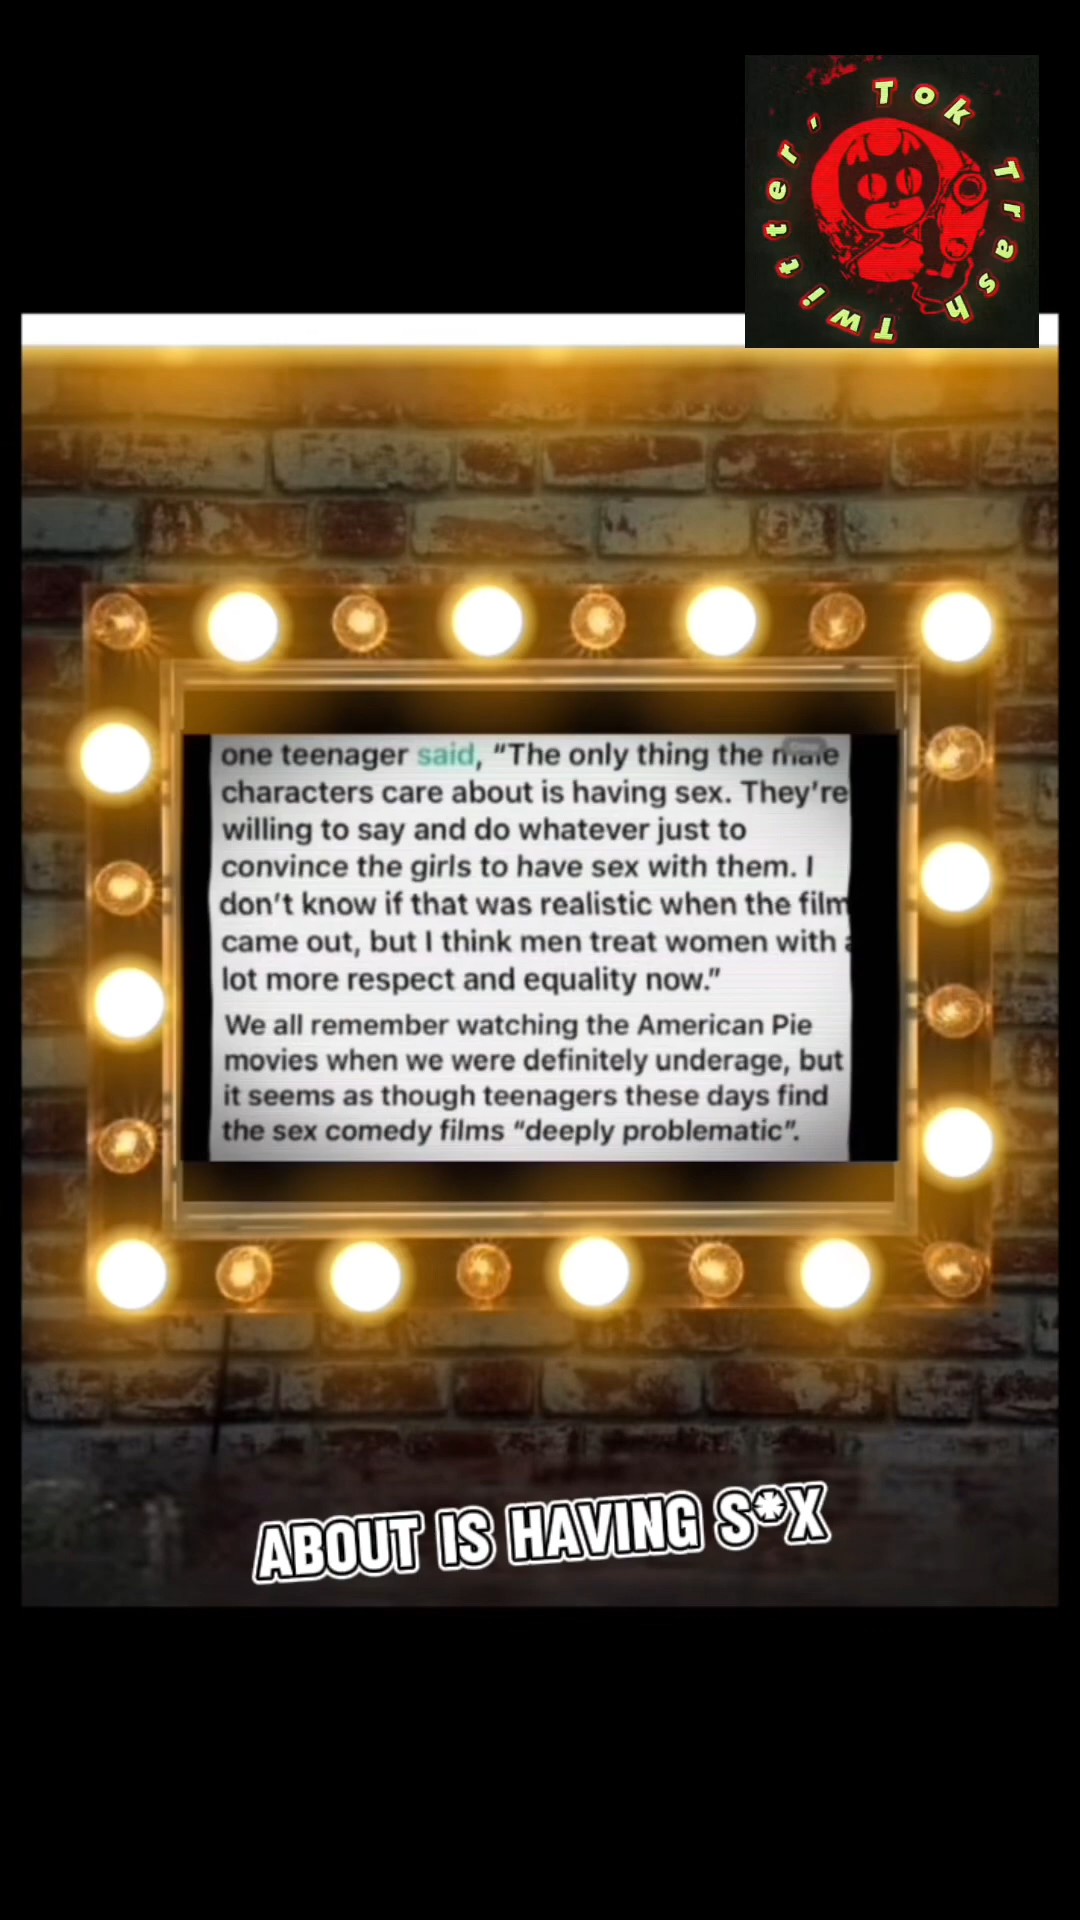 Twitter, Tok Trash
one teenager said, “The only thing the male
characters care about is having sex. They’re
willing to say and do whatever just to
convince the girls to have sex with them. I
don’t know if that was realistic when the film
came out, but I think men treat women with a
lot more respect and equality now.”
We all remember watching the American Pie
movies when we were definitely underage, but
it seems as though teenagers these days find
the sex comedy films “deeply problematic”.
ABOUT IS HAVING S*X